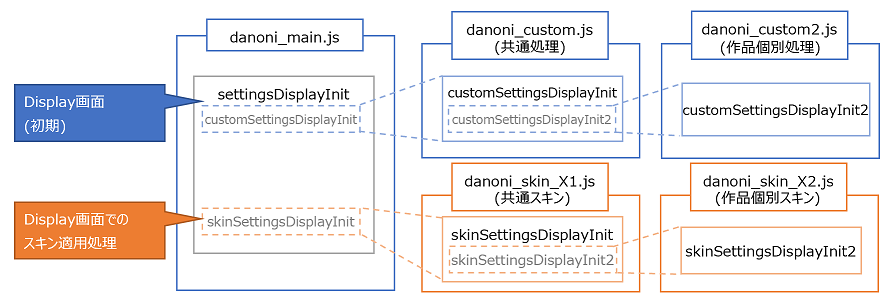 danoni_main.js
danoni_custom.js
(共通処理)
danoni_custom2.js
(作品個別処理)
Display画面
(初期)
settingsDisplayInit
customSettingsDisplayInit
customSettingsDisplayInit
customSettingsDisplayInit2
customSettingsDisplayInit2
danoni_skin_X1.js
(共通スキン)
danoni_skin_X2.js
(作品個別スキン)
Display画面での
スキン適用処理
skinSettingsDisplayInit
skinSettingsDisplayInit
skinSettingsDisplayInit2
skinSettingsDisplayInit2